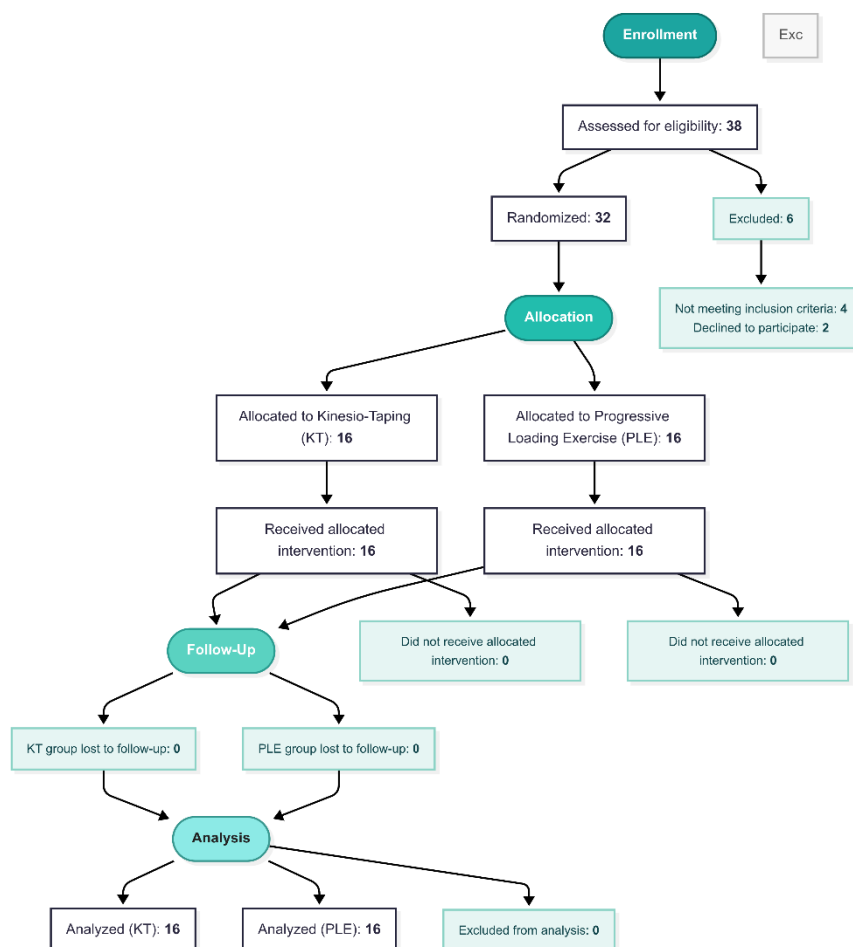 Enrollment
Exc
Assessed for eligibility: 38
Randomized: 32
Excluded: 6
Not meeting inclusion criteria: 4
Declined to participate: 2
Allocation
Allocated to Kinesio-Taping
(KT): 16
Allocated to Progressive
Loading Exercise (PLE): 16
Received allocated
intervention: 16
Received allocated
intervention: 16
Follow-Up
Did not receive allocated
intervention: 0
Did not receive allocated
intervention: 0
KT group lost to follow-up: 0
PLE group lost to follow-up: 0
Analysis
Analyzed (KT): 16
Analyzed (PLE): 16
Excluded from analysis: 0